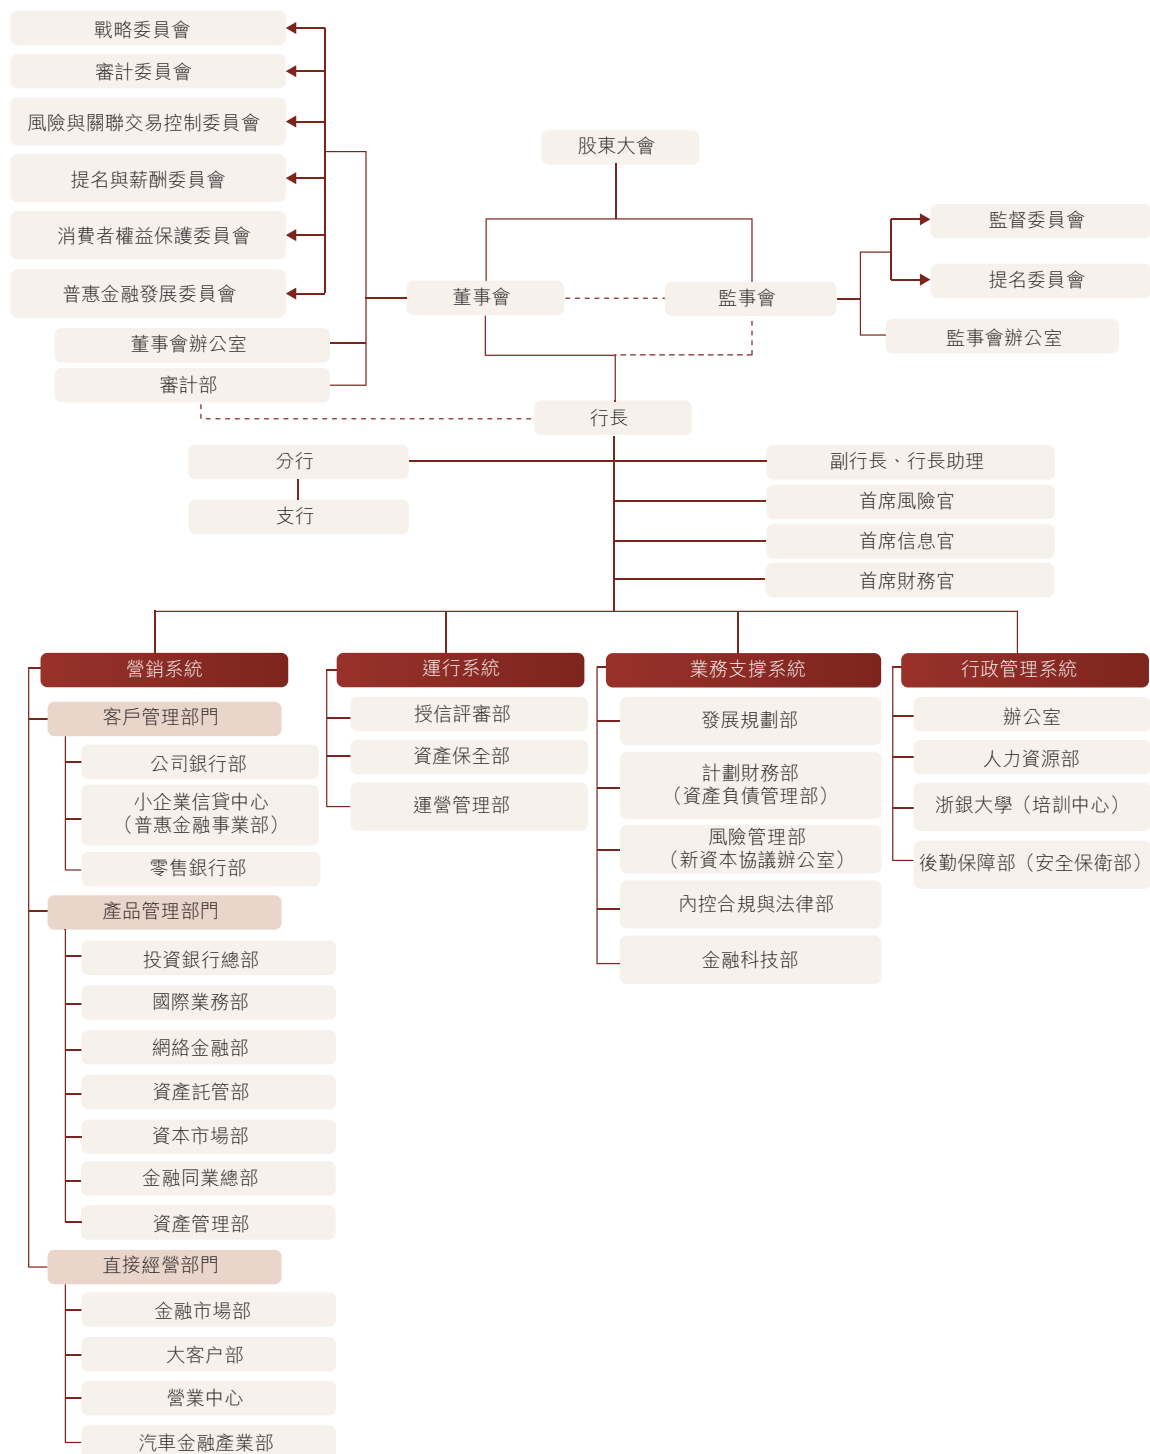 戰略委員會
審計委員會
風險與關聯交易控制委員會
提名與薪酬委員會
消費者權益保護委員會
普惠金融發展委員會
董事會辦公室
審計部
股東大會
董事會
監事會
監督委員會
提名委員會
監事會辦公室
行長
分行
支行
副行長、行長助理
首席風險官
首席信息官
首席財務官
營銷系統
客戶管理部門
公司銀行部
小企業信貸中心
（普惠金融事業部）
零售銀行部
產品管理部門
投資銀行總部
國際業務部
網絡金融部
資產託管部
資本市場部
金融同業總部
資產管理部
直接經營部門
金融市場部
大客户部
營業中心
汽車金融產業部
運行系統
授信評審部
資產保全部
運營管理部
業務支撐系統
發展規劃部
計劃財務部
（資產負債管理部）
風險管理部
（新資本協議辦公室）
內控合規與法律部
金融科技部
行政管理系統
辦公室
人力資源部
浙銀大學（培訓中心）
後勤保障部（安全保衛部）